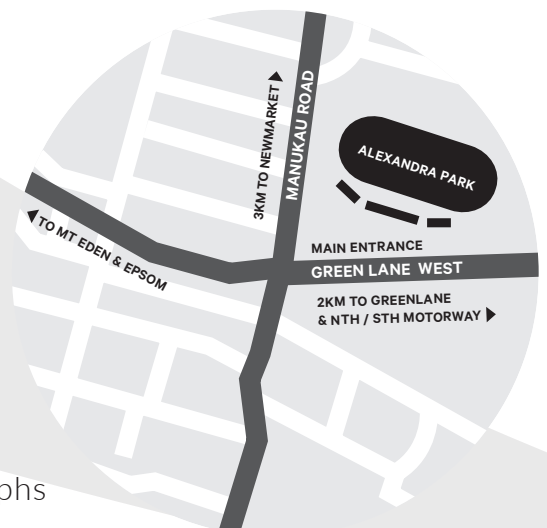 3KM TO NEWMARKET
MANUKAU ROAD
ALEXANDRA PARK
TO MT EDEN & EPSOM
MAIN ENTRANCE
GREEN LANE WEST
2KM TO GREENLANE
& NTH / STH MOTORWAY
phs